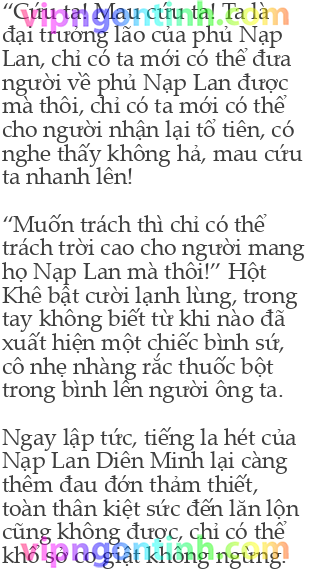 “Cứu ta! Mau cứu ta! Ta là
đại trưởng lão của phủ Nạp
Lan, chỉ có ta mới có thể đưa
người về phủ Nạp Lan được
mà thôi, chỉ có ta mới có thể
cho người nhận lại tổ tiên, có
nghe thấy không hả, mau cứu
ta nhanh lên!
“Muốn trách thì chỉ có thể
trách trời cao cho người mang
họ Nạp Lan mà thôi!” Hột
Khê bật cười lạnh lùng, trong
tay không biết từ khi nào đã
xuất hiện một chiếc bình sứ,
cô nhẹ nhàng rắc thuốc bột
trong bình lên người ông ta.
Ngay lập tức, tiếng la hét của
Nạp Lan Diên Minh lại càng
thêm đau đớn thảm thiết,
toàn thân kiệt sức đến lăn lộn
cũng không được, chỉ có thể
khổ sở co giật không ngừng.
vipngontinh.com